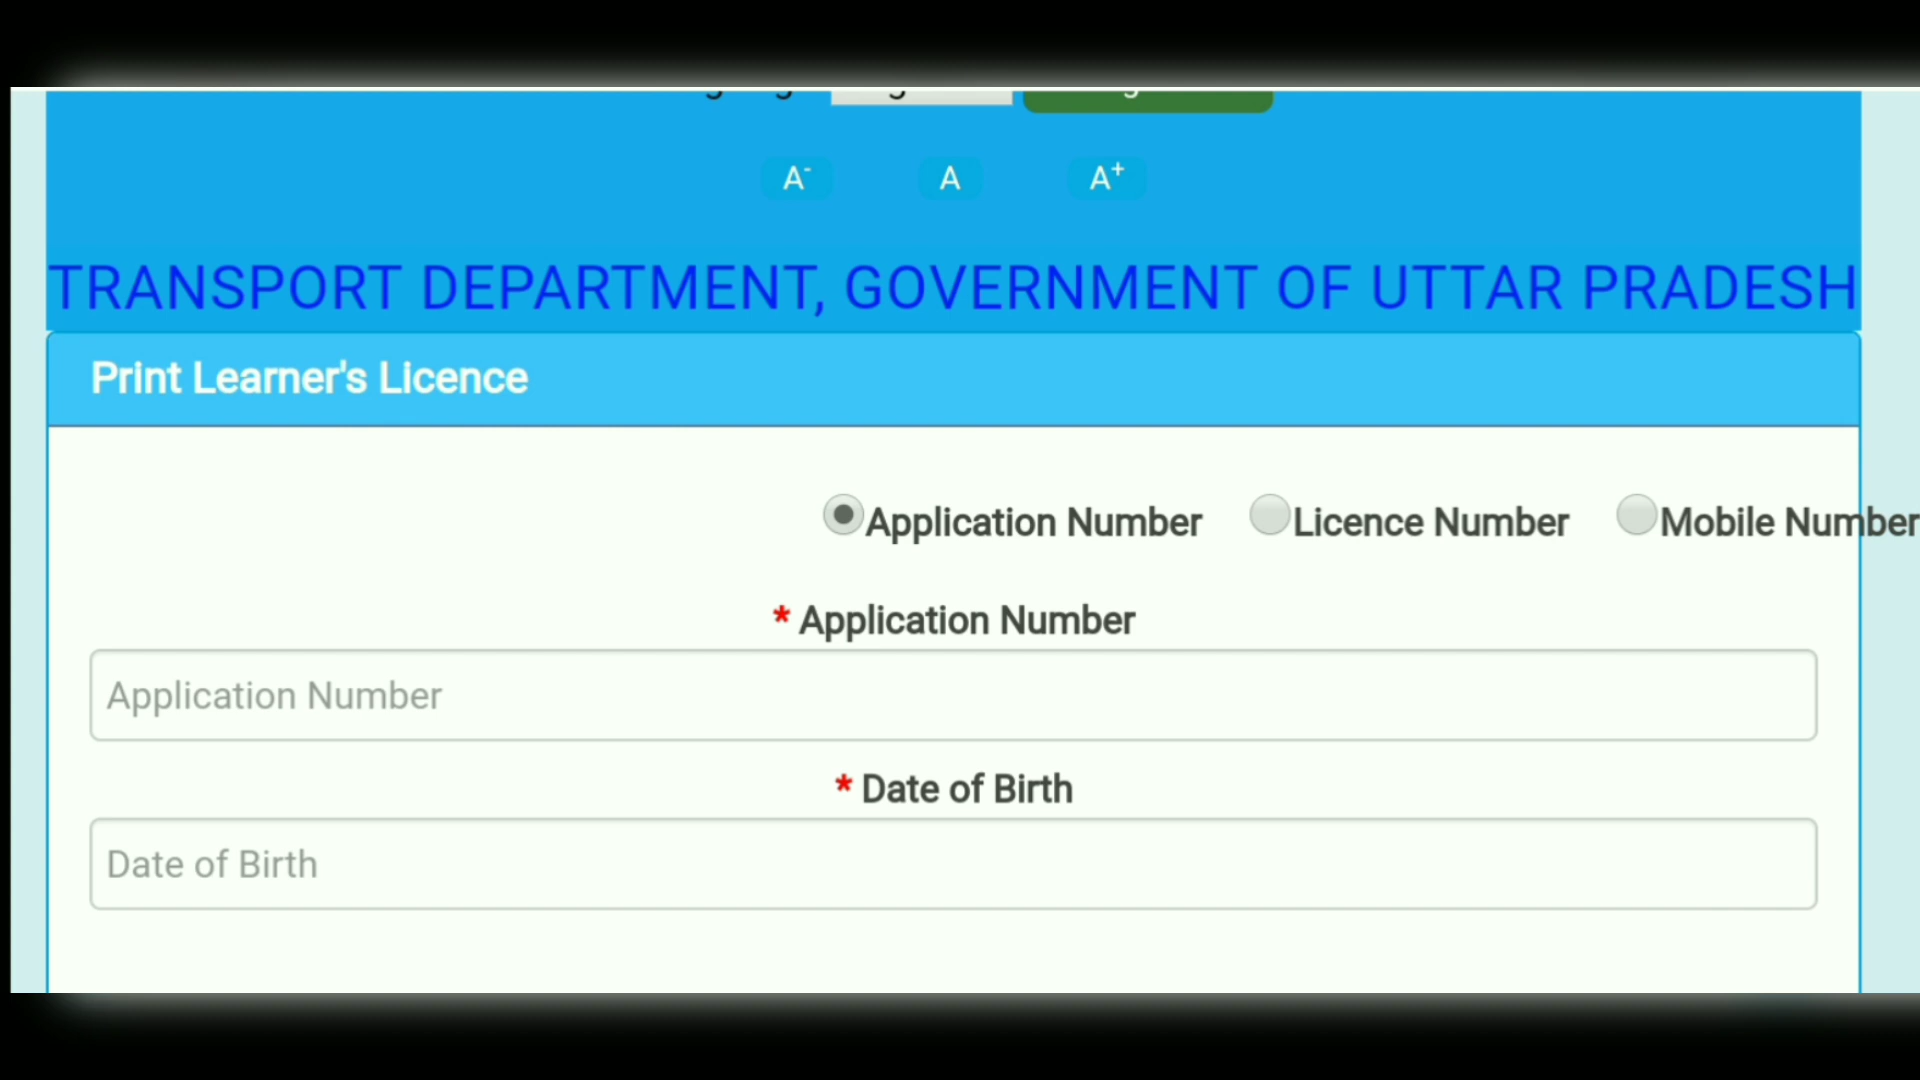 A- A A+
TRANSPORT DEPARTMENT, GOVERNMENT OF UTTAR PRADESH
Print Learner's Licence
Application Number Licence Number Mobile Number
* Application Number
Application Number
* Date of Birth
Date of Birth